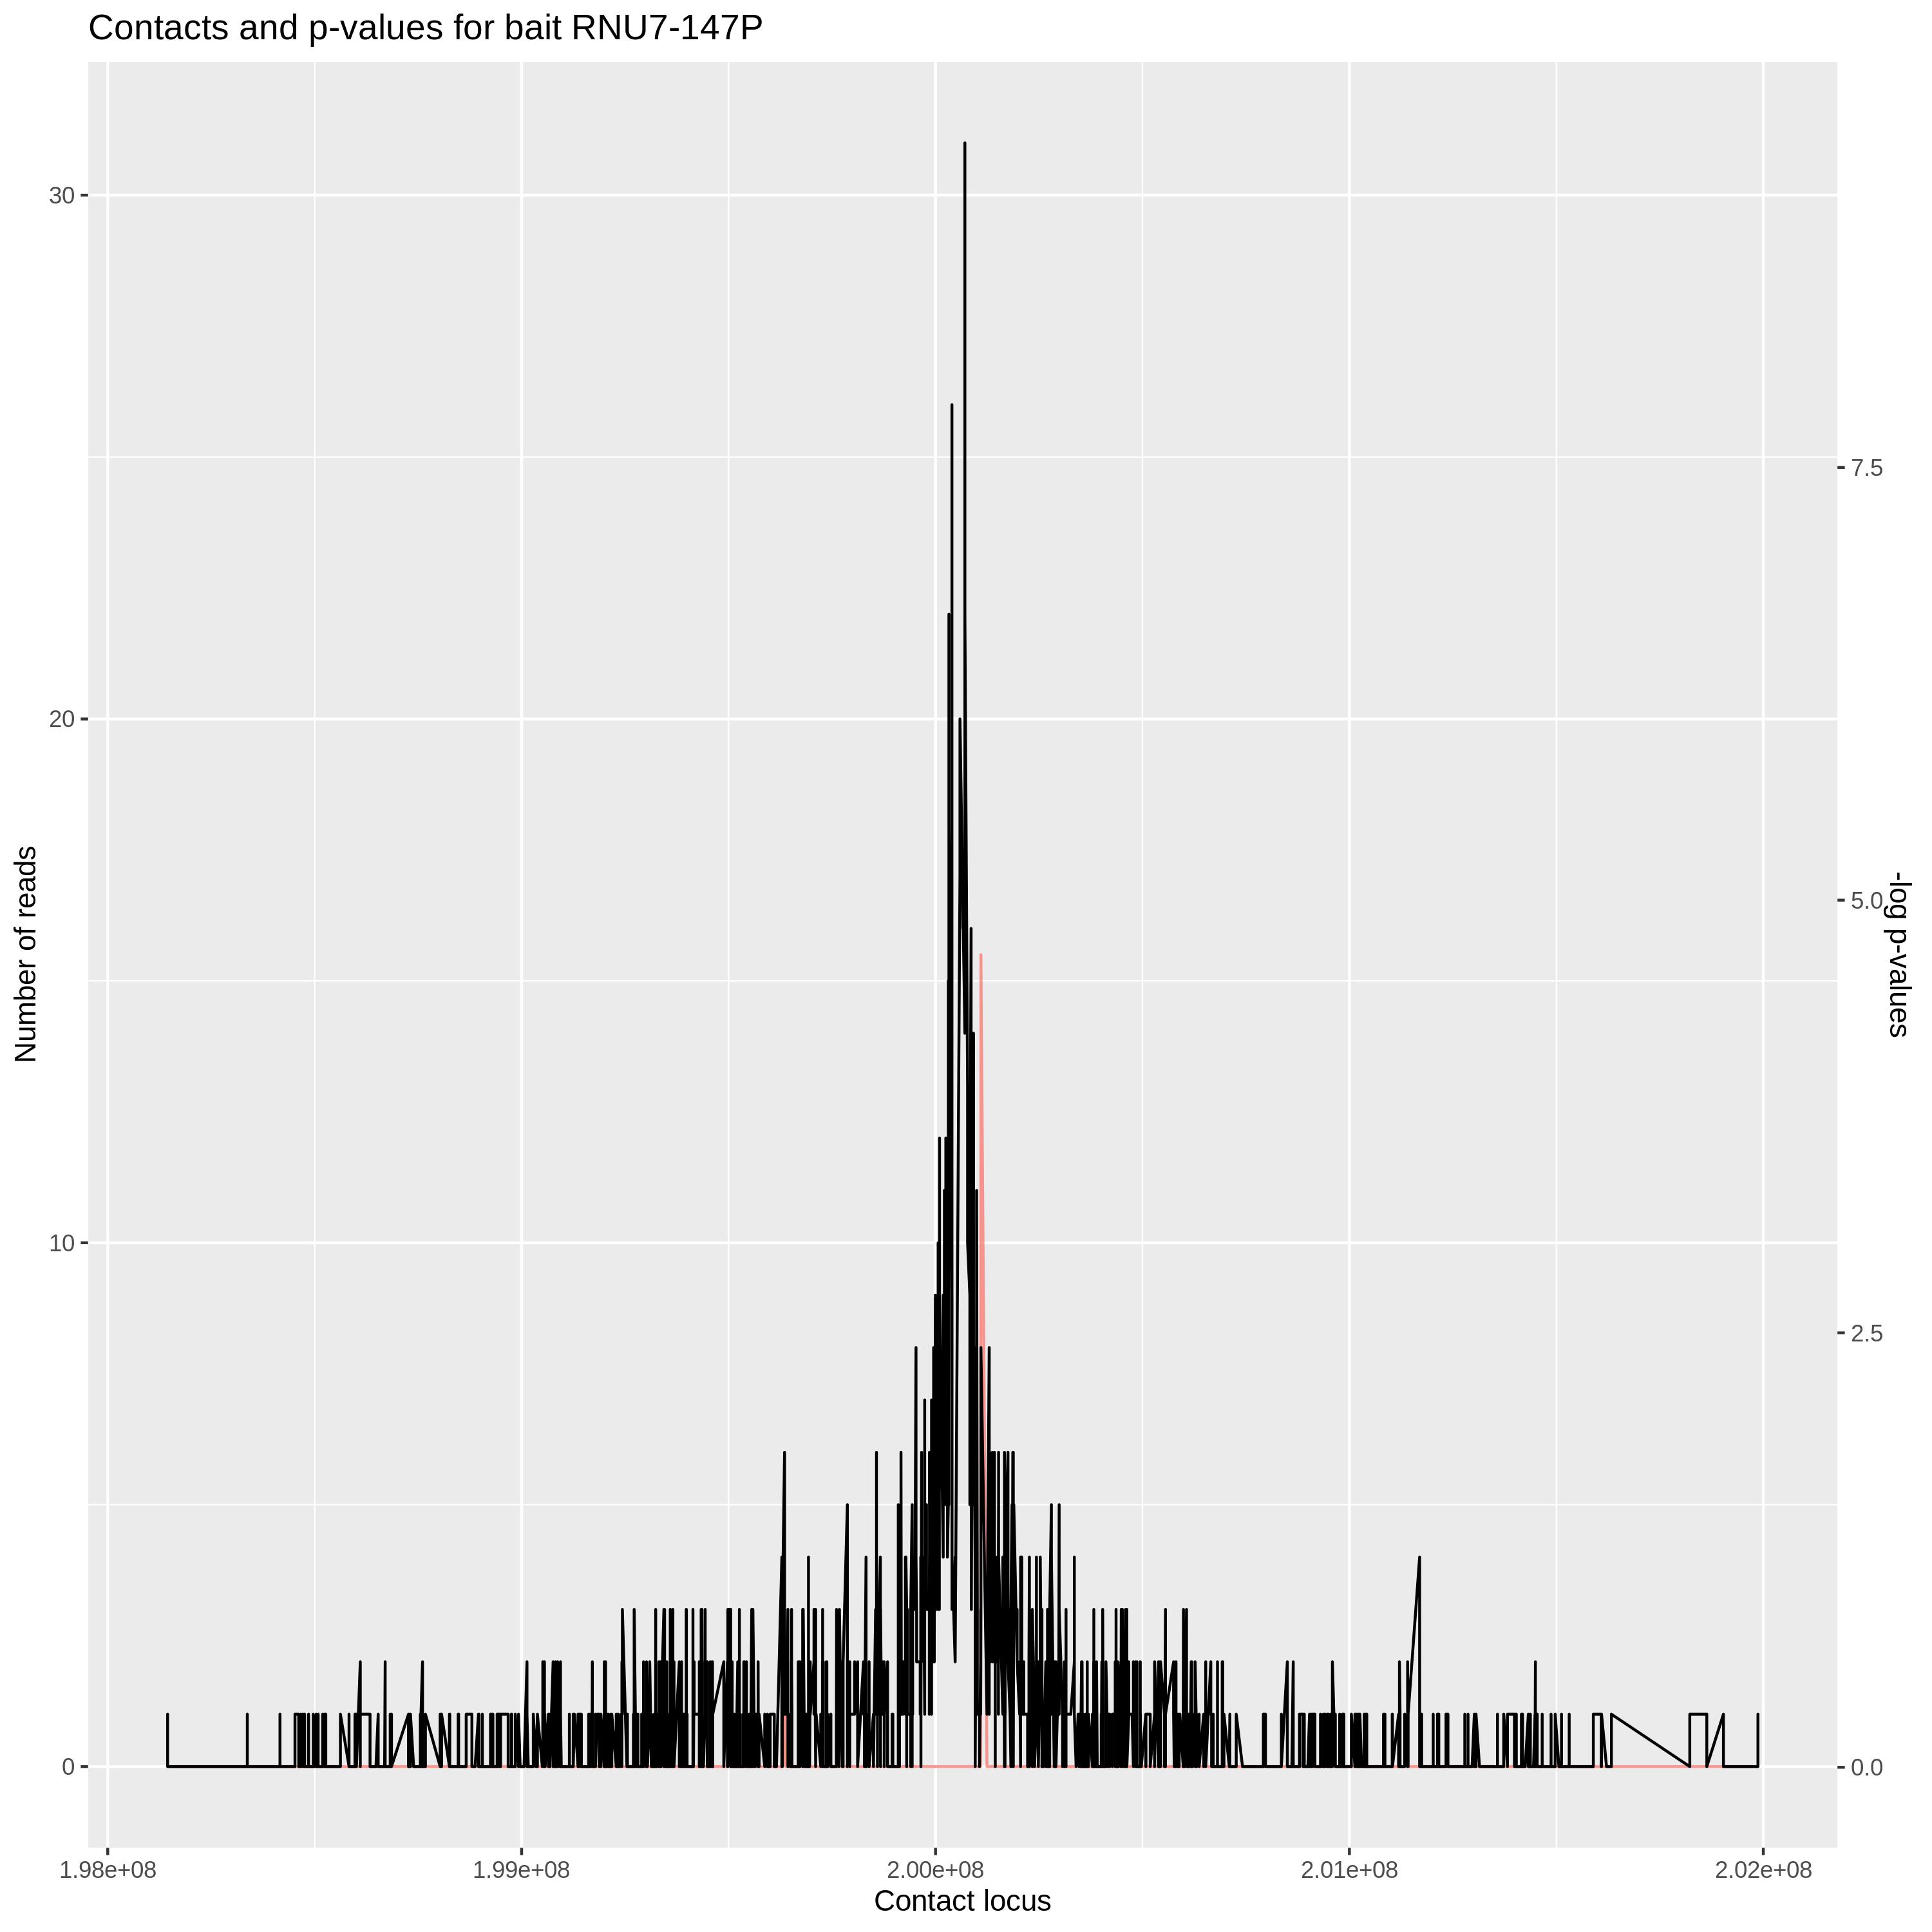 Contacts and p-values for bait RNU7-147P
30
20
10
0
7.5
5.0
2.5
0.0
Number of reads
-log p-values
1.98e+08
1.99e+08
2.00e+08
2.01e+08
2.02e+08
Contact locus